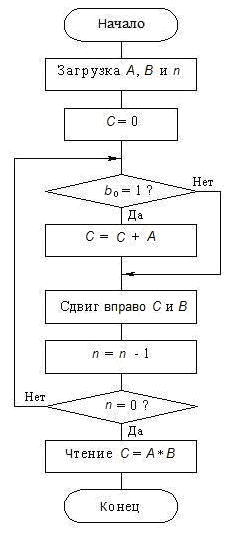 Начало
Загрузка A, B и n
C = 0
b₀ = 1 ?
Нет
Да
C = C + A
Сдвиг вправо C и B
n = n - 1
Нет
n = 0 ?
Да
Чтение C = A * B
Конец